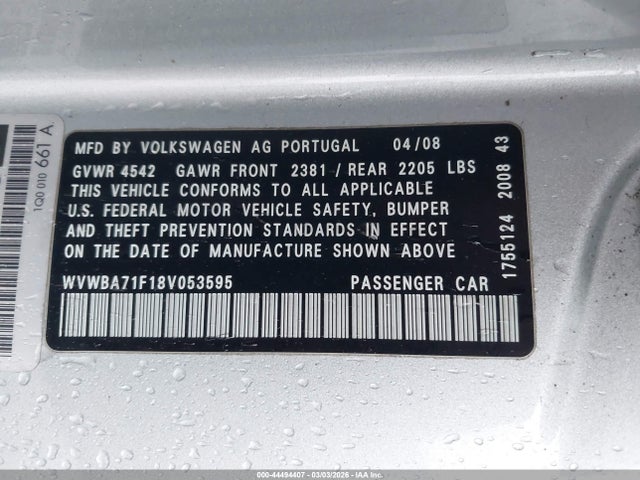 MFD BY VOLKSWAGEN AG PORTUGAL 04/08
GVWR 4542 GAWR FRONT 2381 / REAR 2205 LBS
THIS VEHICLE CONFORMS TO ALL APPLICABLE
U.S. FEDERAL MOTOR VEHICLE SAFETY, BUMPER
AND THEFT PREVENTION STANDARDS IN EFFECT
ON THE DATE OF MANUFACTURE SHOWN ABOVE
WVWBA71F18V053595 PASSENGER CAR
1755124 2008 43
1Q0 010 661 A
000-44494407 - 03/03/2026 - IAAI.COM